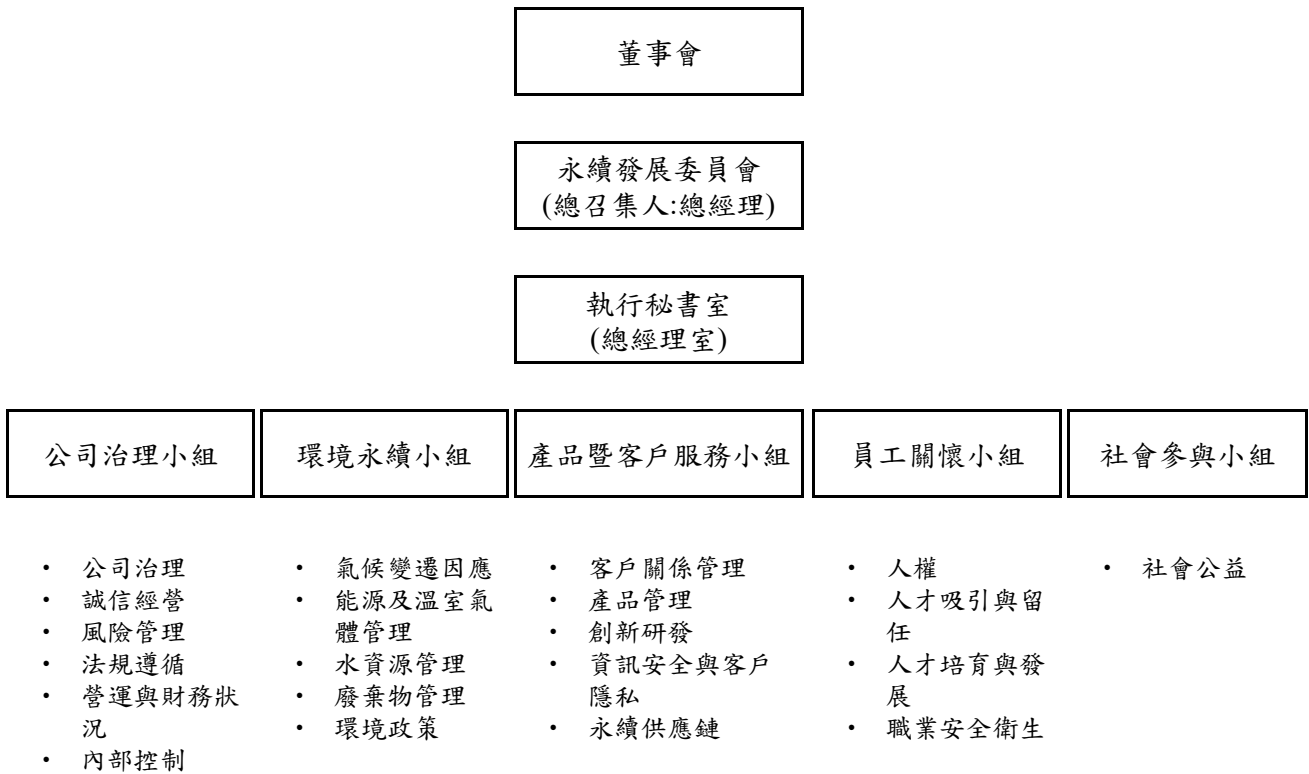 董事會
永續發展委員會
(總召集人:總經理)
執行秘書室
(總經理室)
公司治理小組
環境永續小組
產品暨客戶服務小組
員工關懷小組
社會參與小組
• 公司治理
• 誠信經營
• 風險管理
• 法規遵循
• 營運與財務狀
況
• 內部控制
• 氣候變遷因應
• 能源及溫室氣
體管理
• 水資源管理
• 廢棄物管理
• 環境政策
• 客戶關係管理
• 產品管理
• 創新研發
• 資訊安全與客戶
隱私
• 永續供應鏈
• 人權
• 人才吸引與留
任
• 人才培育與發
展
• 職業安全衛生
• 社會公益